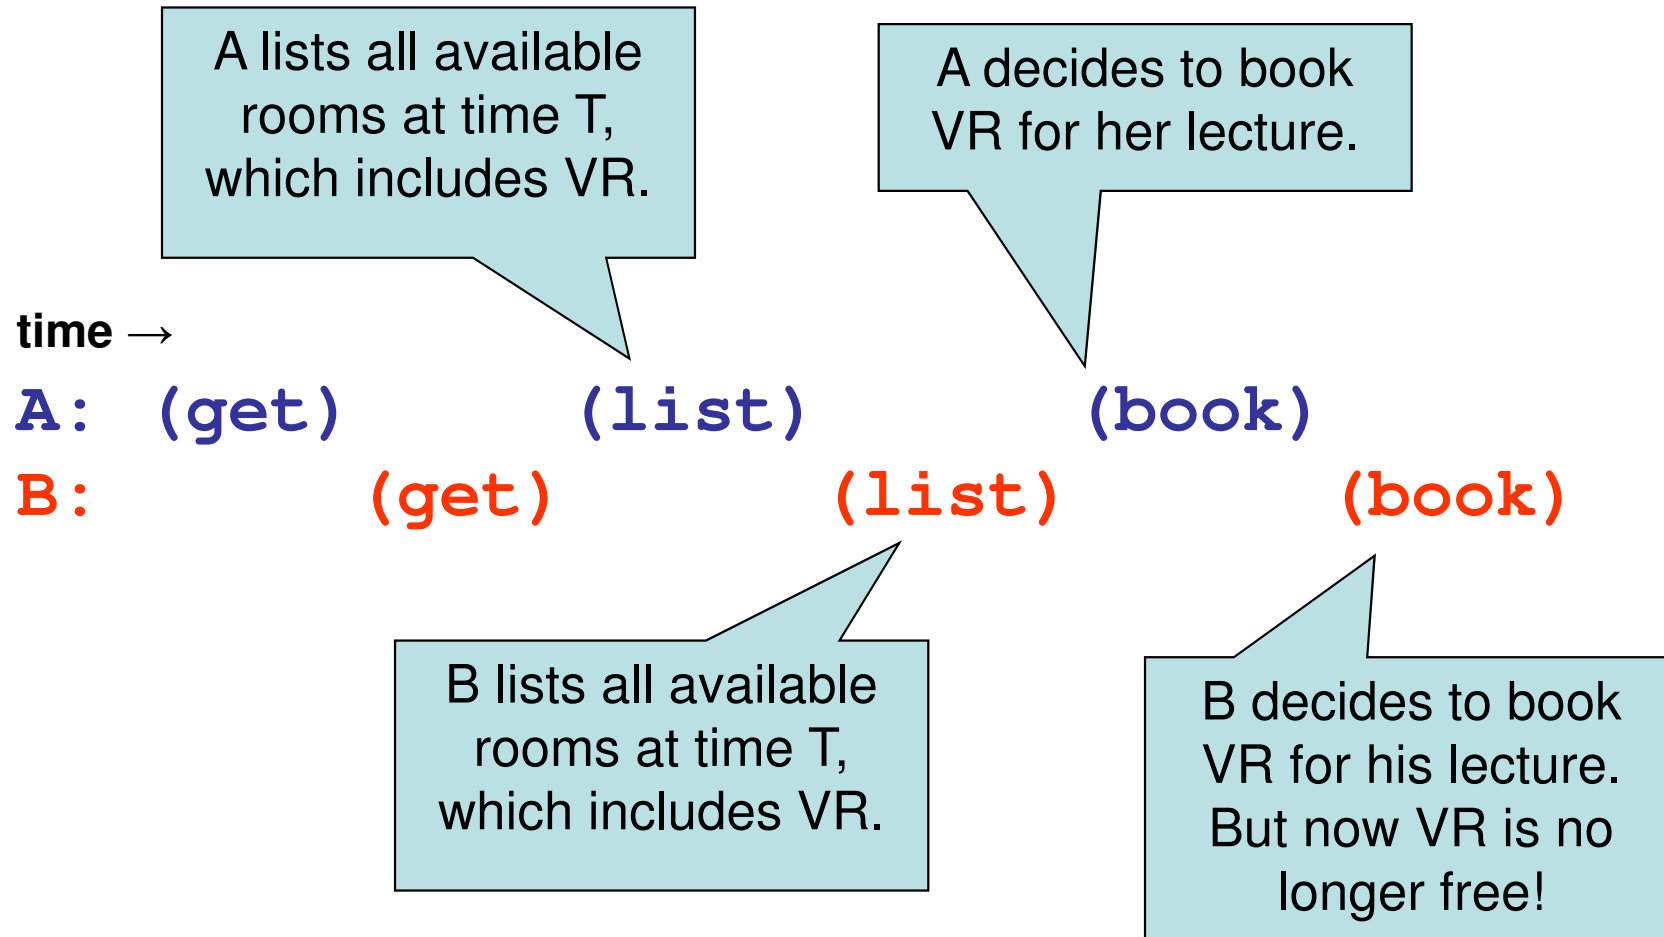 A lists all available
rooms at time T,
which includes VR.
A decides to book
VR for her lecture.
time →
A: (get) (list) (book)
B: (get) (list) (book)
B lists all available
rooms at time T,
which includes VR.
B decides to book
VR for his lecture.
But now VR is no
longer free!